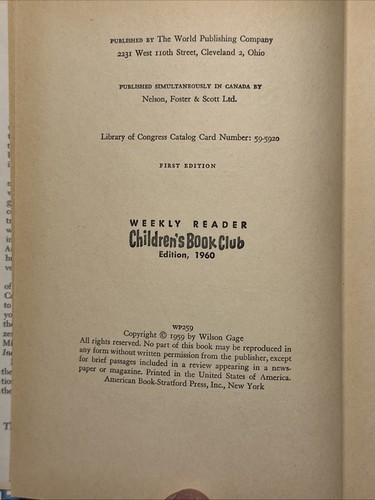 PUBLISHED BY The World Publishing Company
2231 West 110th Street, Cleveland 2, Ohio
PUBLISHED SIMULTANEOUSLY IN CANADA BY
Nelson, Foster & Scott Ltd.
Library of Congress Catalog Card Number: 59-5920
FIRST EDITION
WEEKLY READER
Children's Book Club
Edition, 1960
WP259
Copyright © 1959 by Wilson Gage
All rights reserved. No part of this book may be reproduced in
any form without written permission from the publisher, except
for brief passages included in a review appearing in a news-
paper or magazine. Printed in the United States of America.
American Book-Stratford Press, Inc., New York